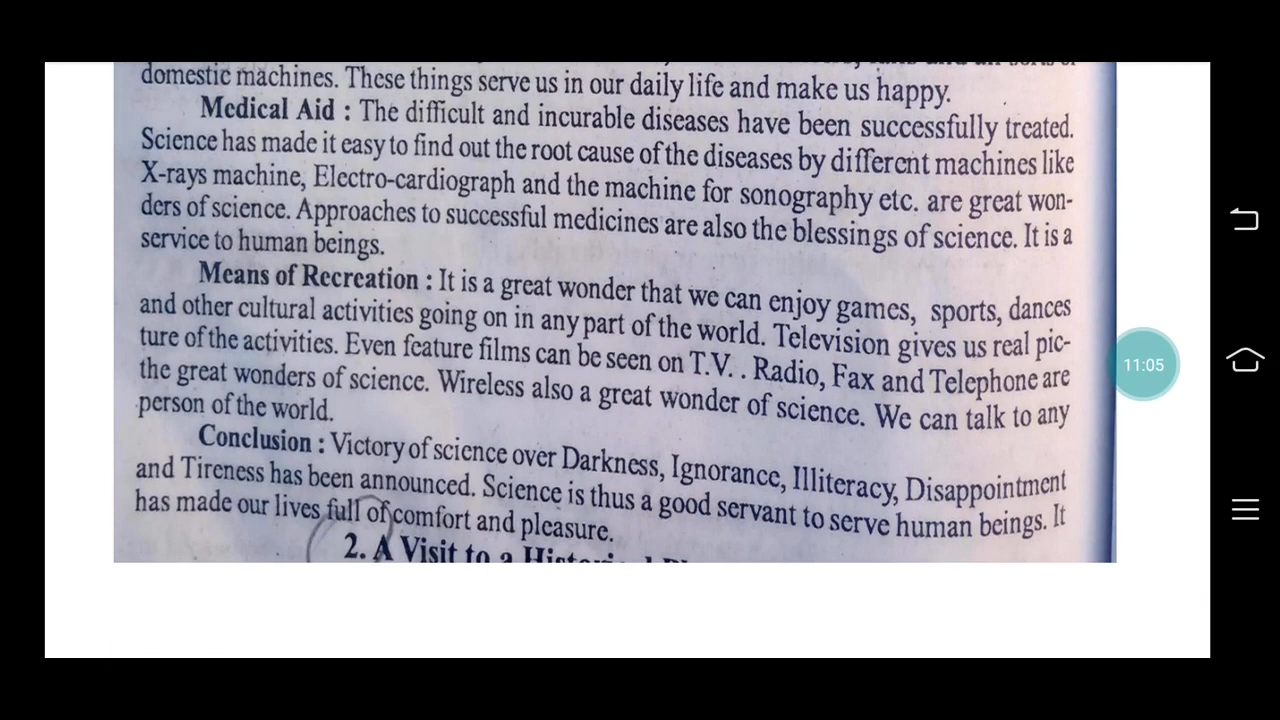 domestic machines. These things serve us in our daily life and make us happy.
Medical Aid : The difficult and incurable diseases have been successfully treated.
Science has made it easy to find out the root cause of the diseases by different machines like
X-rays machine, Electro-cardiograph and the machine for sonography etc. are great won-
ders of science. Approaches to successful medicines are also the blessings of science. It is a
service to human beings.
Means of Recreation : It is a great wonder that we can enjoy games, sports, dances
and other cultural activities going on in any part of the world. Television gives us real pic-
ture of the activities. Even feature films can be seen on T.V. . Radio, Fax and Telephone are
the great wonders of science. Wireless also a great wonder of science. We can talk to any
person of the world.
Conclusion : Victory of science over Darkness, Ignorance, Illiteracy, Disappointment
and Tireness has been announced. Science is thus a good servant to serve human beings. It
has made our lives full of comfort and pleasure.
2. A Visit to a
11:05